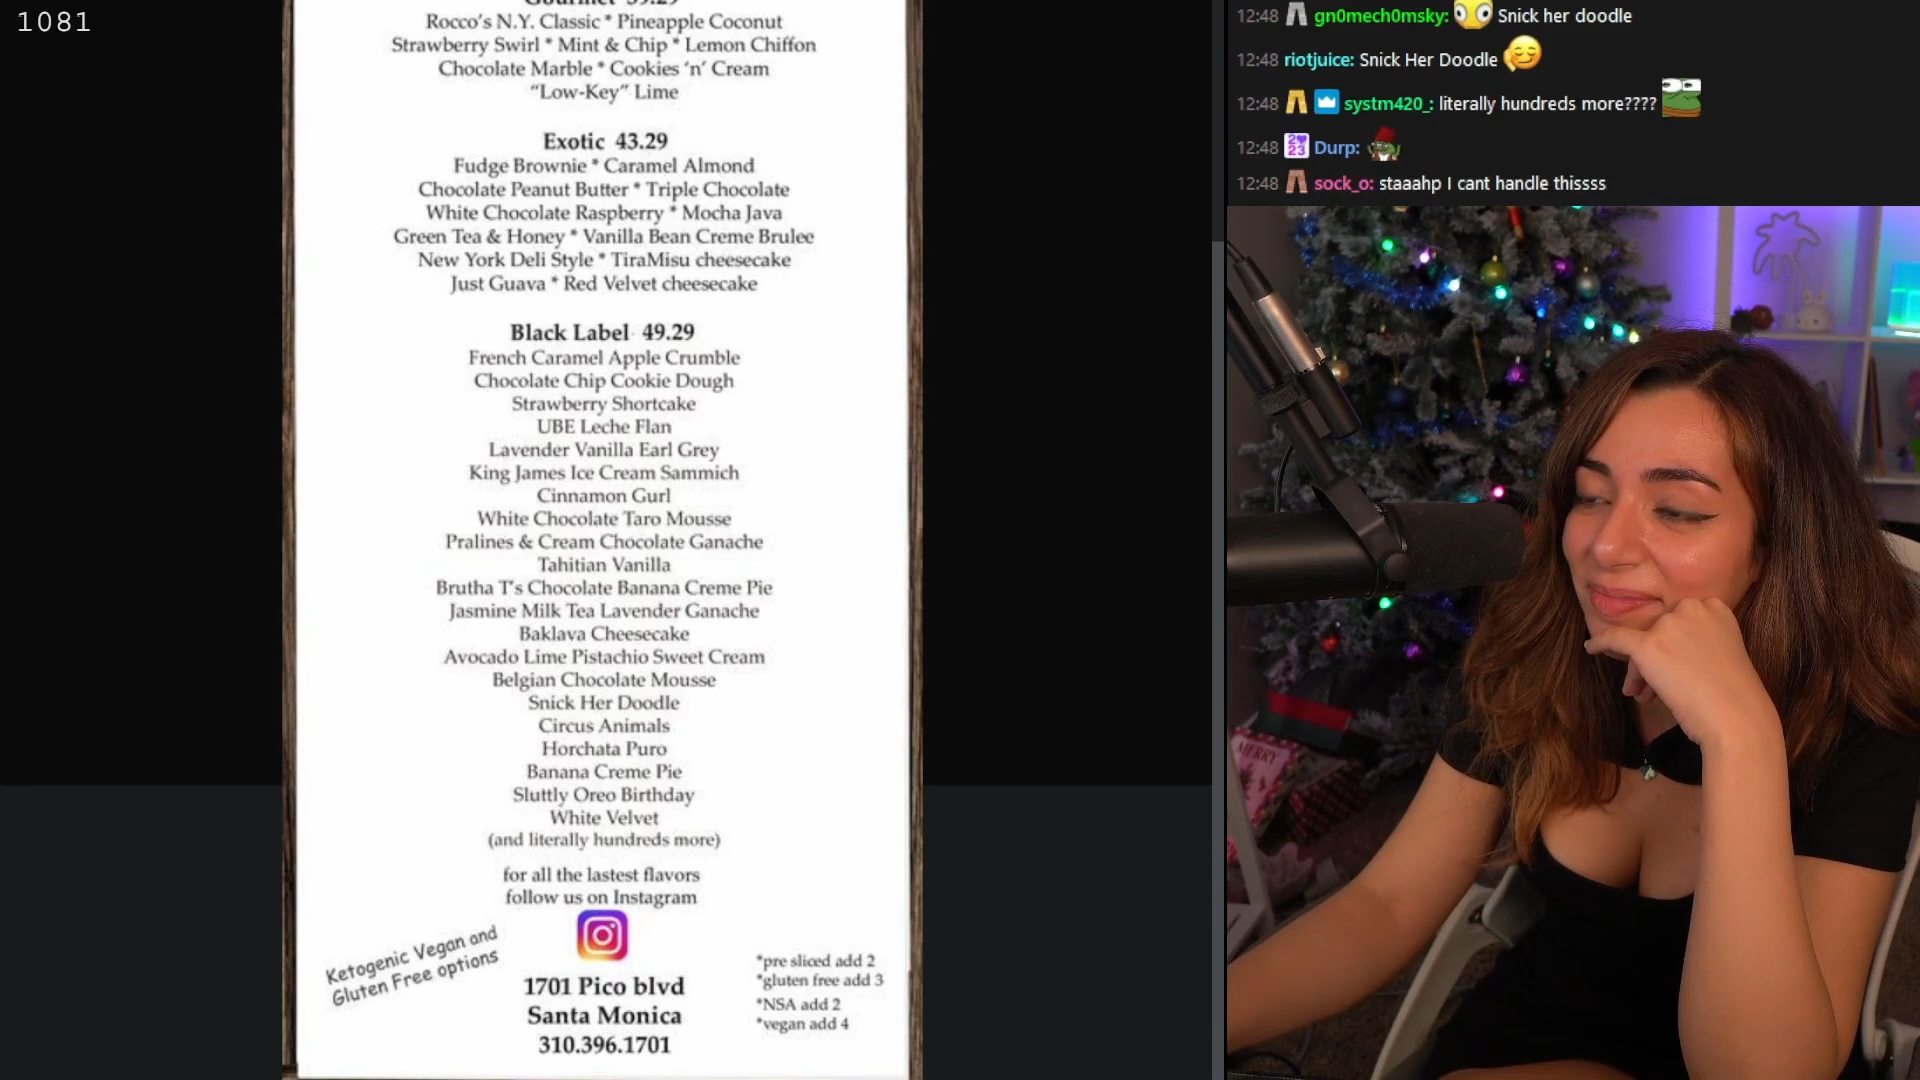 1081
Gourmet 39.29
Rocco's N.Y. Classic * Pineapple Coconut
Strawberry Swirl * Mint & Chip * Lemon Chiffon
Chocolate Marble * Cookies 'n' Cream
"Low-Key" Lime
Exotic 43.29
Fudge Brownie * Caramel Almond
Chocolate Peanut Butter * Triple Chocolate
White Chocolate Raspberry * Mocha Java
Green Tea & Honey * Vanilla Bean Creme Brulee
New York Deli Style * TiraMisu cheesecake
Just Guava * Red Velvet cheesecake
Black Label 49.29
French Caramel Apple Crumble
Chocolate Chip Cookie Dough
Strawberry Shortcake
UBE Leche Flan
Lavender Vanilla Earl Grey
King James Ice Cream Sammich
Cinnamon Gurl
White Chocolate Taro Mousse
Pralines & Cream Chocolate Ganache
Tahitian Vanilla
Brutha T's Chocolate Banana Creme Pie
Jasmine Milk Tea Lavender Ganache
Baklava Cheesecake
Avocado Lime Pistachio Sweet Cream
Belgian Chocolate Mousse
Snick Her Doodle
Circus Animals
Horchata Puro
Banana Creme Pie
Sluttly Oreo Birthday
White Velvet
(and literally hundreds more)
for all the lastest flavors
follow us on Instagram
Ketogenic Vegan and
Gluten Free options
1701 Pico blvd
Santa Monica
310.396.1701
*pre sliced add 2
*gluten free add 3
*NSA add 2
*vegan add 4
12:48 gn0mech0msky: Snick her doodle
12:48 riotjuice: Snick Her Doodle
12:48 systm420_: literally hundreds more????
12:48 Durp:
12:48 sock_o: staaahp I cant handle thissss
MERRY